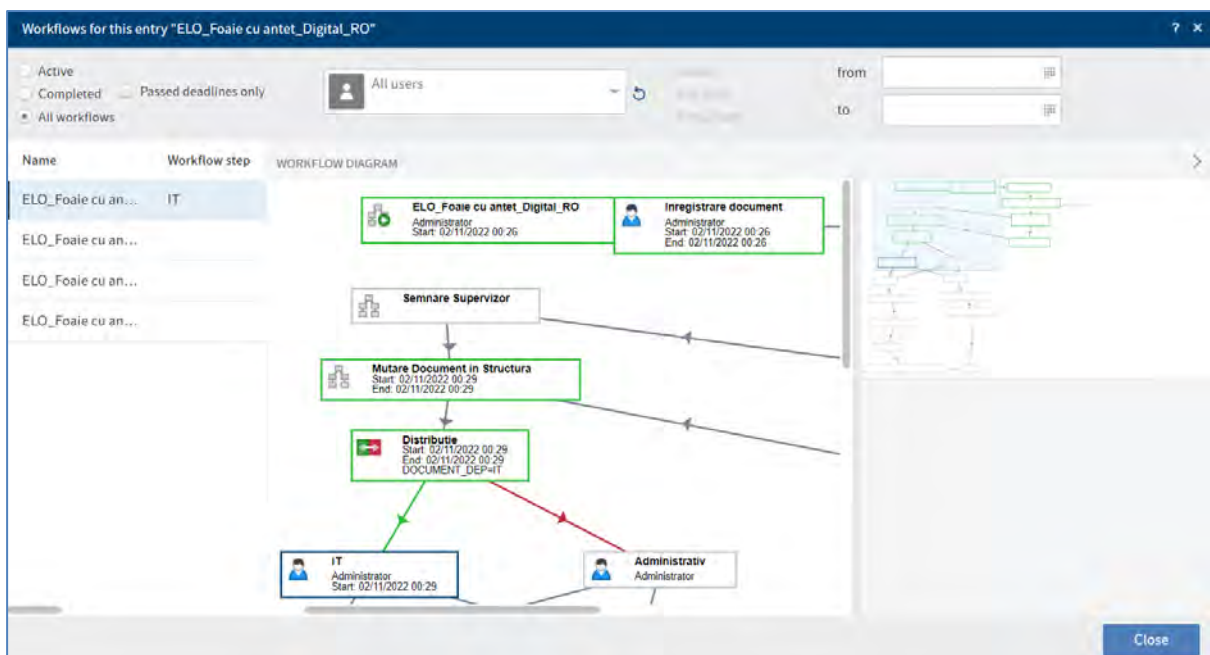 Workflows for this entry "ELO_Foaie cu antet_Digital_RO"
? ×
Active
Completed
Passed deadlines only
All workflows
All users
from
to
Name
Workflow step
WORKFLOW DIAGRAM
ELO_Foaie cu an...
IT
ELO_Foaie cu an...
ELO_Foaie cu an...
ELO_Foaie cu an...
ELO_Foaie cu antet_Digital_RO
Administrator
Start: 02/11/2022 00:26
Inregistrare document
Administrator
Start: 02/11/2022 00:26
End: 02/11/2022 00:26
Semnare Supervizor
Mutare Document in Structura
Start: 02/11/2022 00:29
End: 02/11/2022 00:29
Distributie
Start: 02/11/2022 00:29
End: 02/11/2022 00:29
DOCUMENT_DEP=IT
IT
Administrator
Start: 02/11/2022 00:29
Administrativ
Administrator
Close